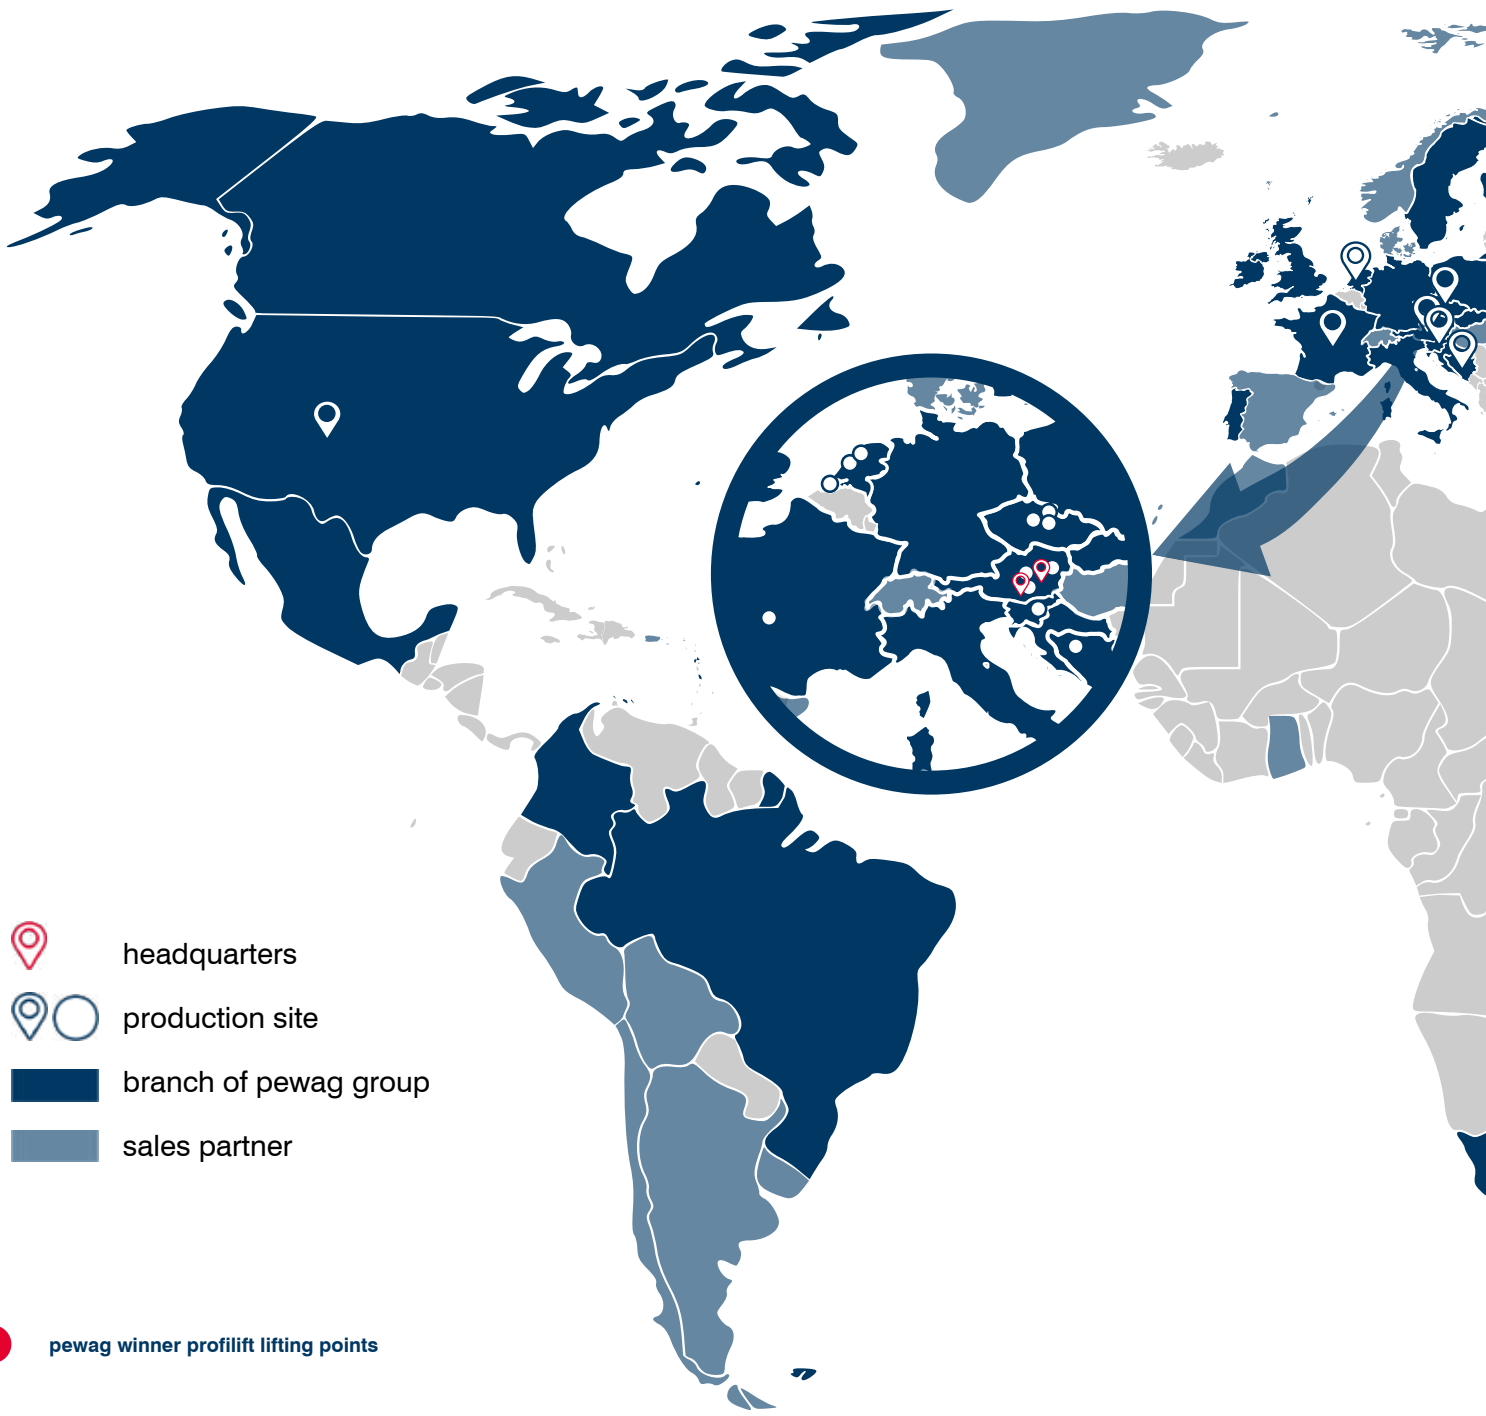 headquarters
production site
branch of pewag group
sales partner
pewag winner profilift lifting points